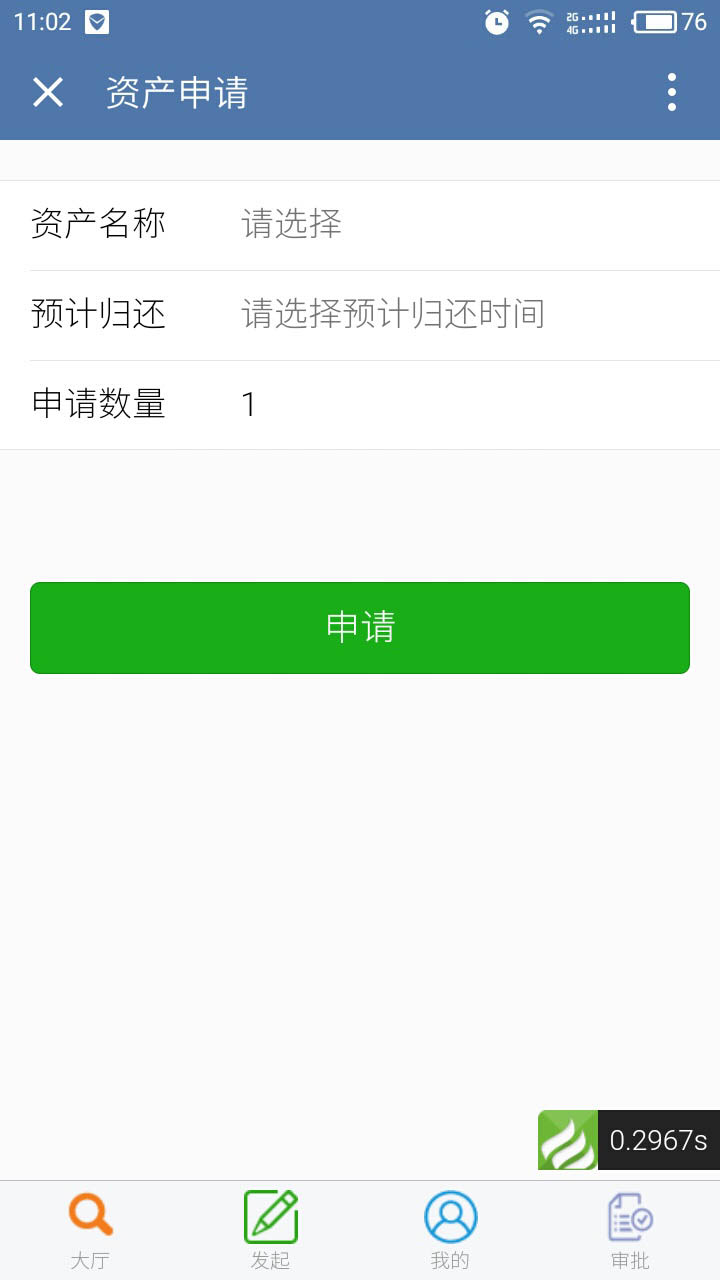 11:02
2G
4G
76
资产申请
资产名称 请选择
预计归还 请选择预计归还时间
申请数量 1
申请
0.2967s
大厅 发起 我的 审批